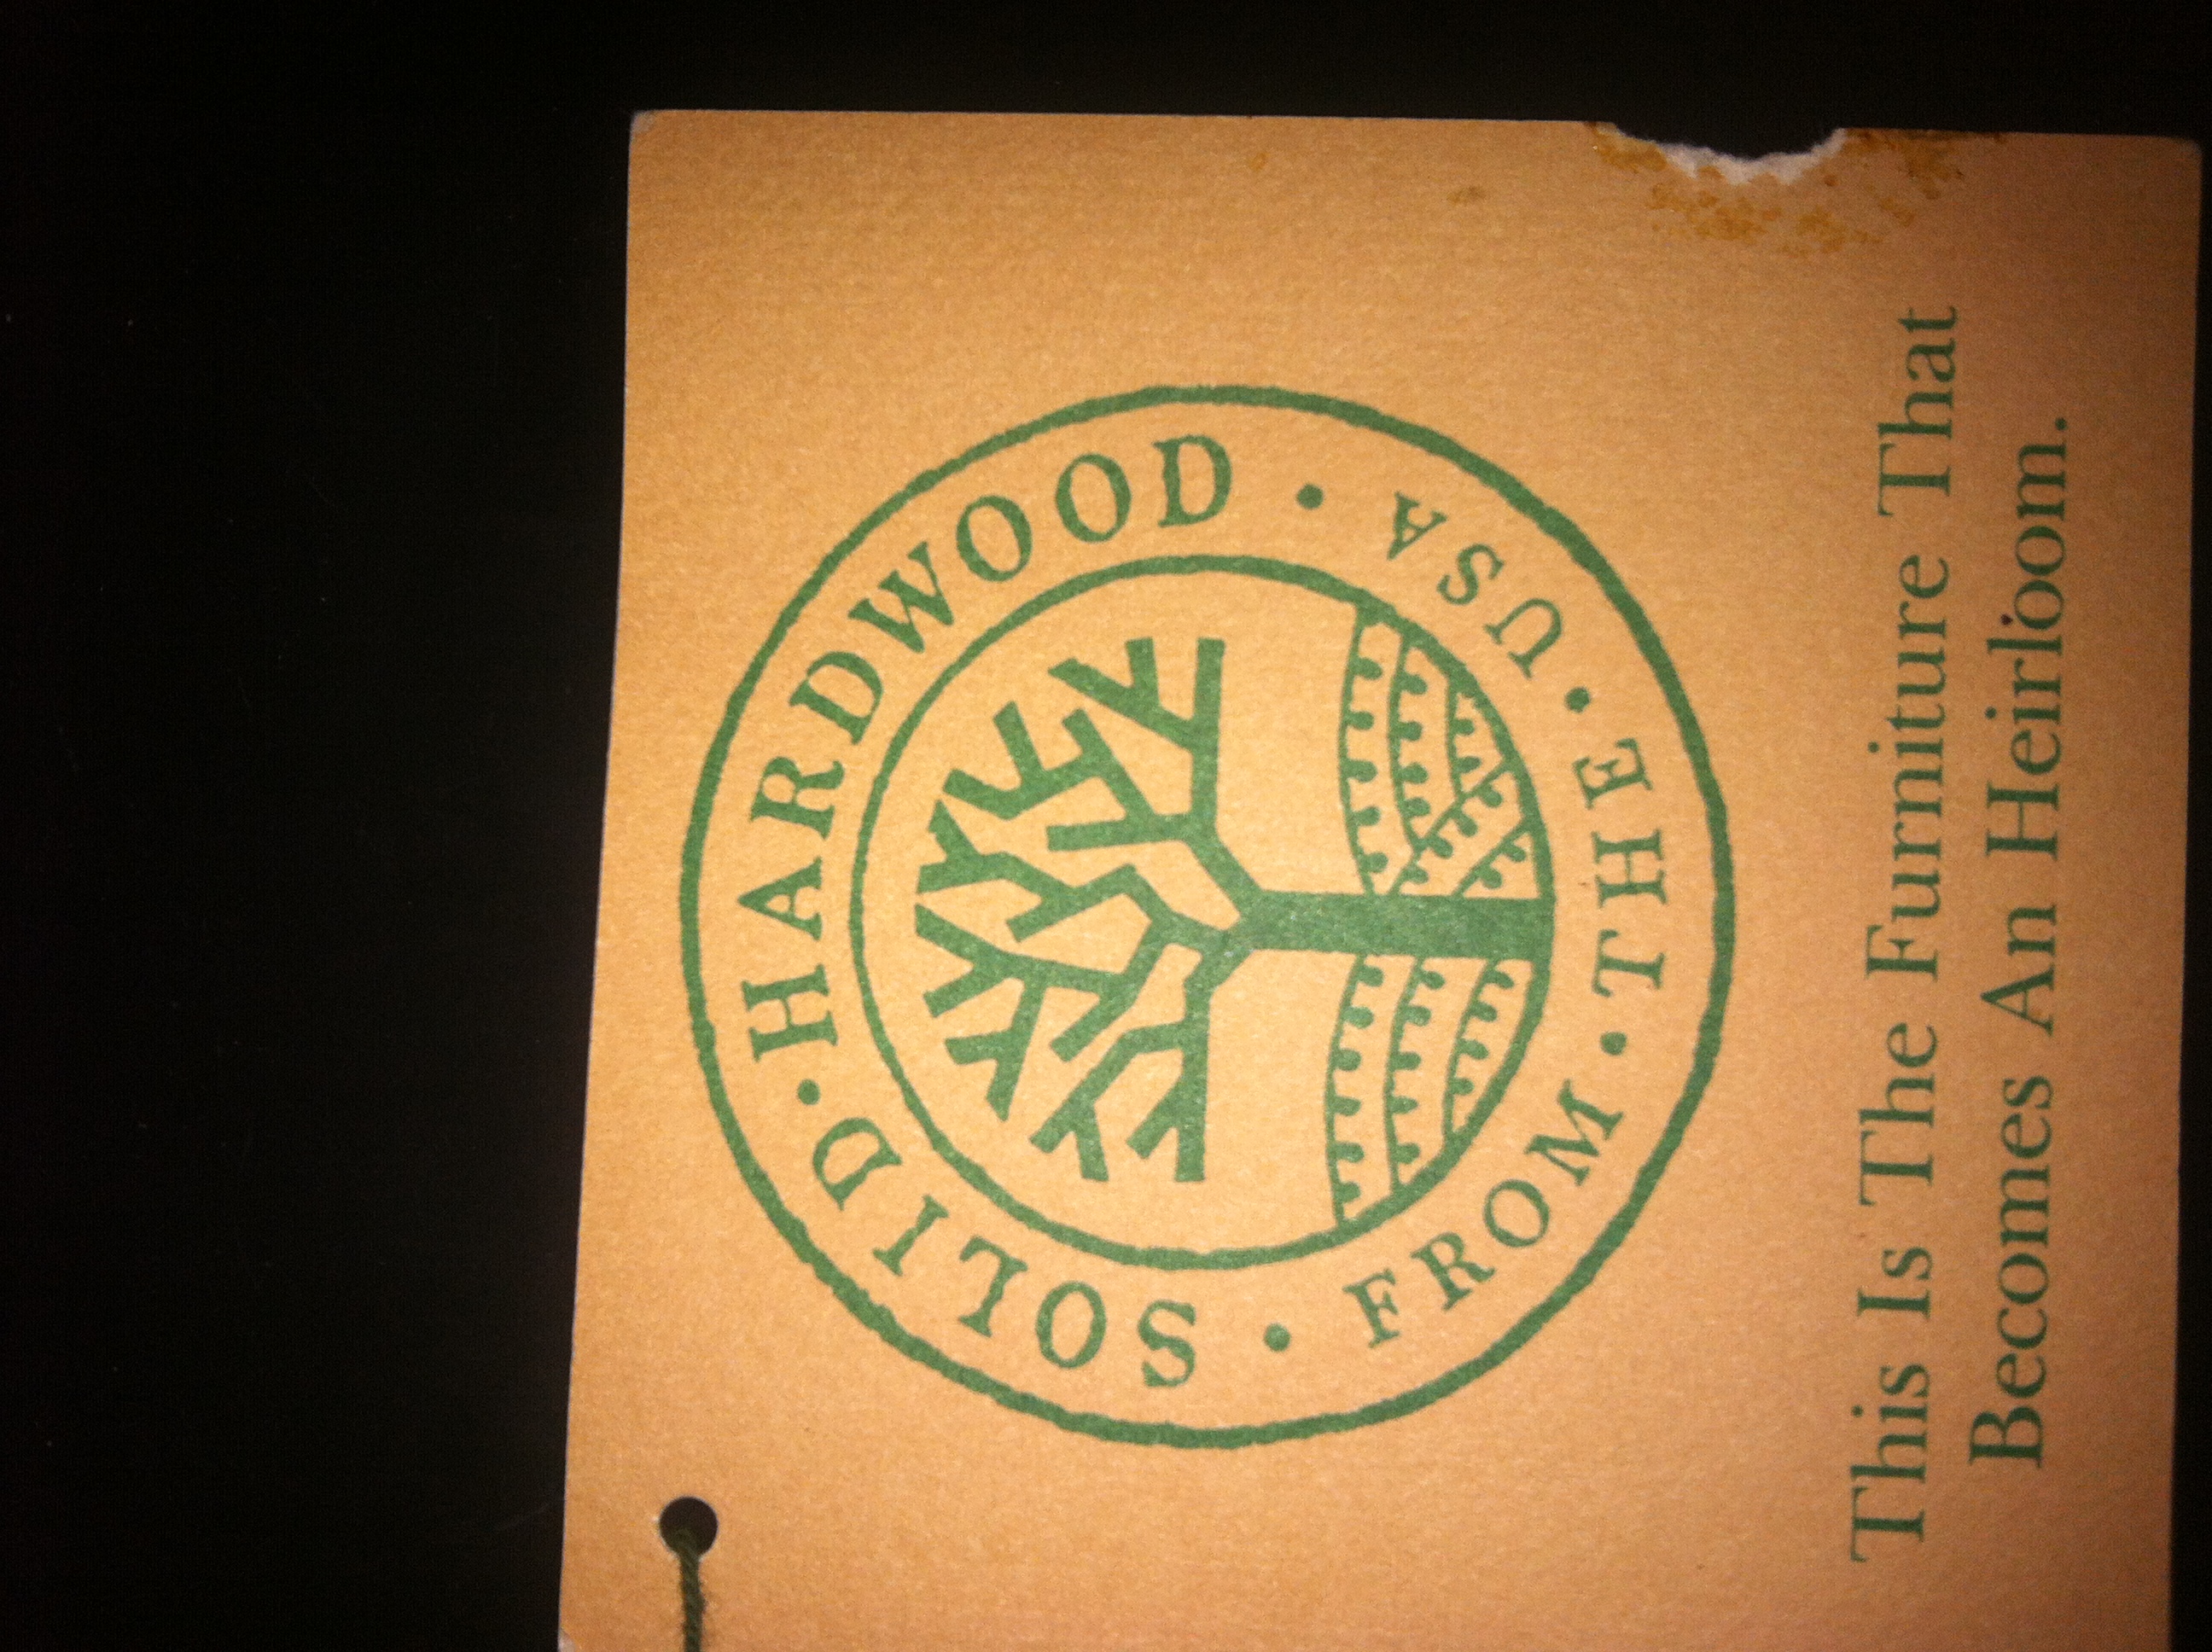 SOLID · HARDWOOD ·
FROM · THE · USA
This Is The Furniture That
Becomes An Heirloom.